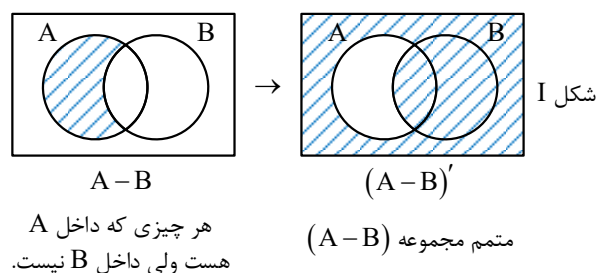 A B
A B
→
شکل I
A − B
(A − B)′
هر چیزی که داخل A
هست ولی داخل B نیست.
متمم مجموعه (A − B)